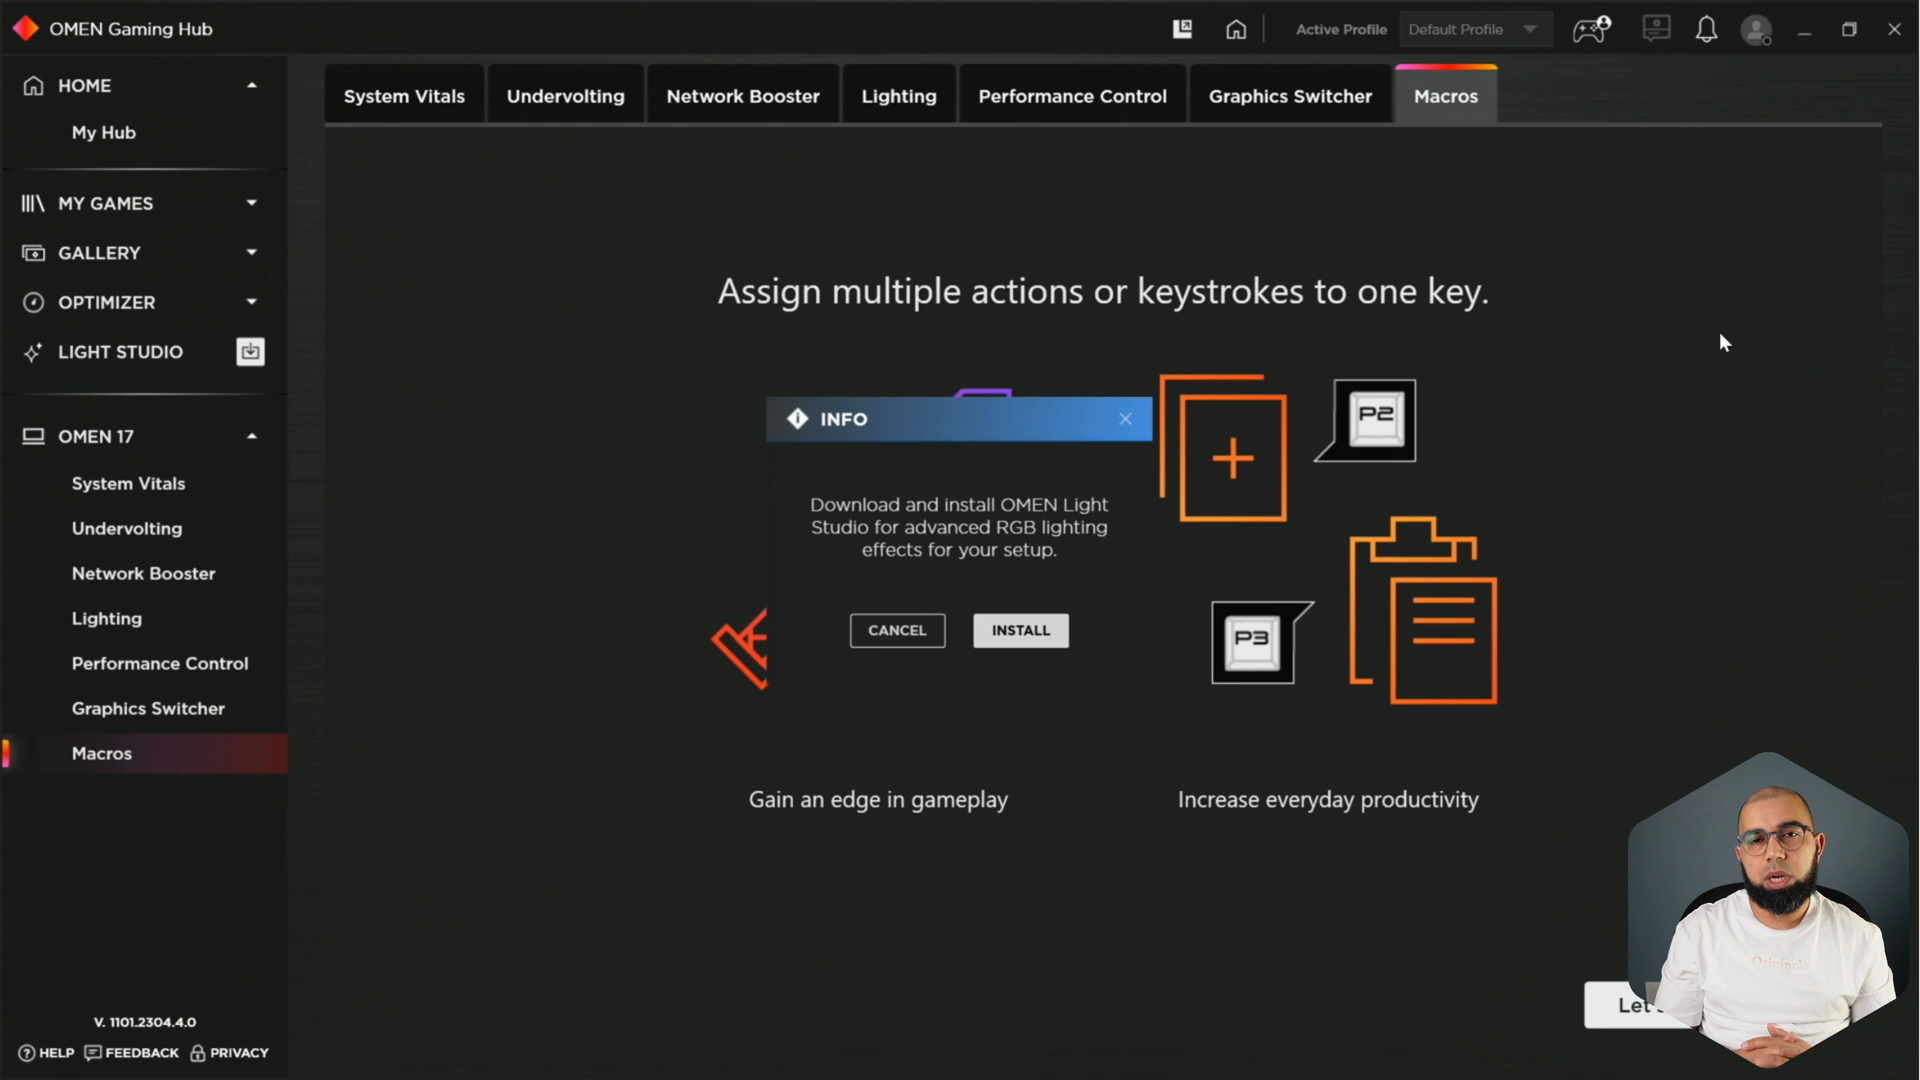 OMEN Gaming Hub
Active Profile
Default Profile
HOME
My Hub
MY GAMES
GALLERY
OPTIMIZER
LIGHT STUDIO
OMEN 17
System Vitals
Undervolting
Network Booster
Lighting
Performance Control
Graphics Switcher
Macros
V. 1101.2304.4.0
HELP
FEEDBACK
PRIVACY
System Vitals
Undervolting
Network Booster
Lighting
Performance Control
Graphics Switcher
Macros
Assign multiple actions or keystrokes to one key.
INFO
Download and install OMEN Light
Studio for advanced RGB lighting
effects for your setup.
CANCEL
INSTALL
P2
P3
Gain an edge in gameplay
Increase everyday productivity